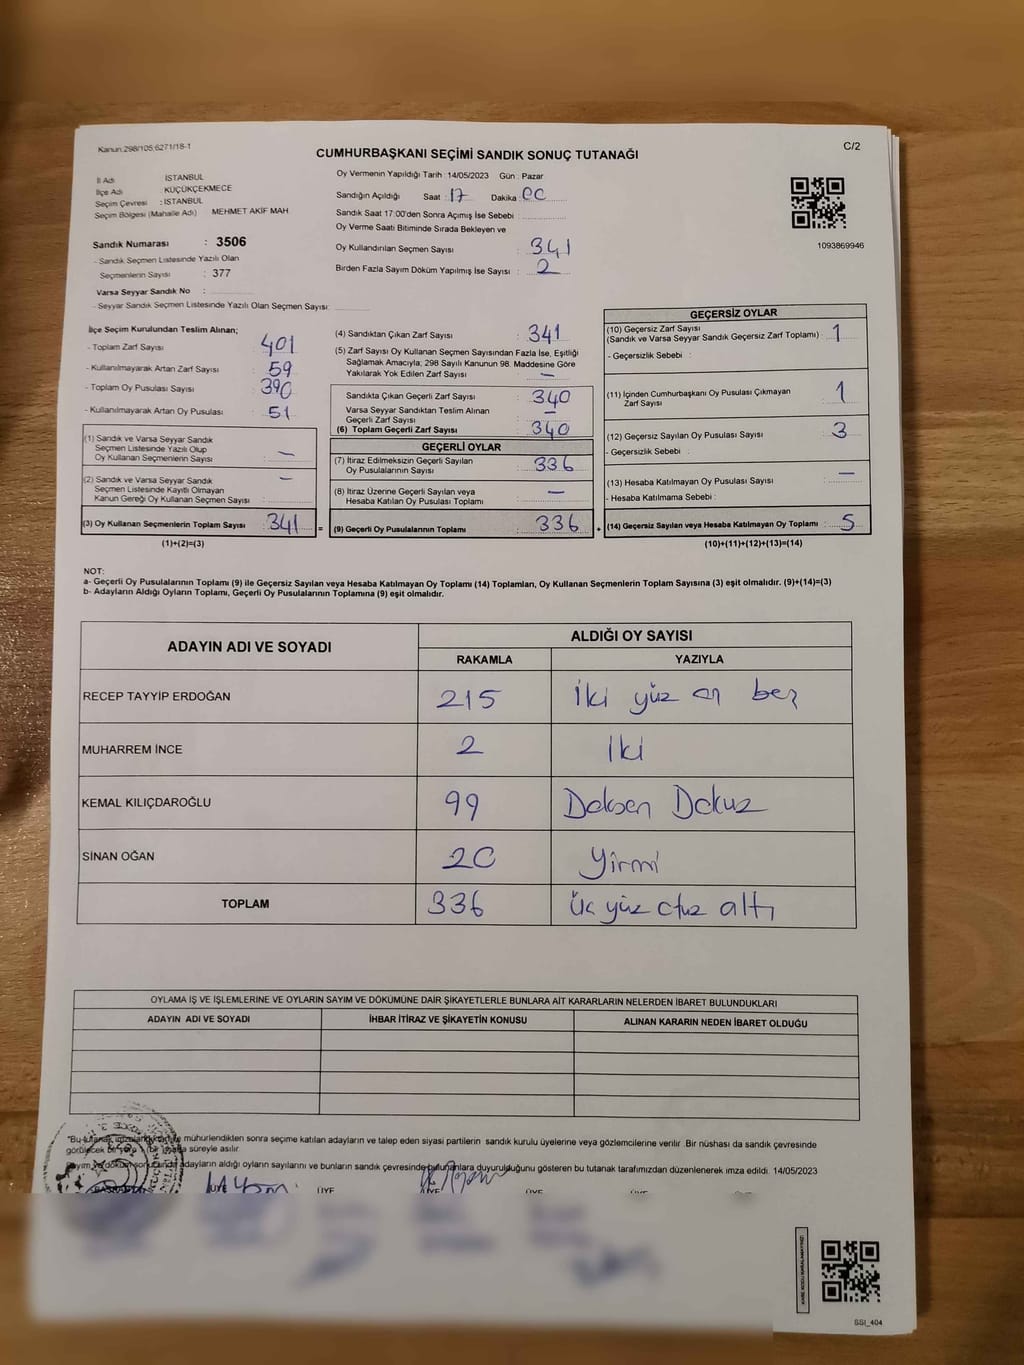 Kanun:298/105;6271/18-1
C/2
CUMHURBAŞKANI SEÇİMİ SANDIK SONUÇ TUTANAĞI
İl Adı : İSTANBUL
İlçe Adı : KÜÇÜKÇEKMECE
Seçim Çevresi : İSTANBUL
Seçim Bölgesi (Mahalle Adı) MEHMET AKİF MAH
Sandık Numarası : 3506
- Sandık Seçmen Listesinde Yazılı Olan
Seçmenlerin Sayısı : 377
Varsa Seyyar Sandık No :
- Seyyar Sandık Seçmen Listesinde Yazılı Olan Seçmen Sayısı:
Oy Vermenin Yapıldığı Tarih : 14/05/2023 Gün : Pazar
Sandığın Açıldığı Saat : 17 Dakika : 00
Sandık Saat 17:00'den Sonra Açılmış İse Sebebi :
Oy Verme Saati Bitiminde Sırada Bekleyen ve
Oy Kullandırılan Seçmen Sayısı : 341
Birden Fazla Sayım Döküm Yapılmış İse Sayısı : 2
1093869946
İlçe Seçim Kurulundan Teslim Alınan;
- Toplam Zarf Sayısı : 401
- Kullanılmayarak Artan Zarf Sayısı : 59
- Toplam Oy Pusulası Sayısı : 390
- Kullanılmayarak Artan Oy Pusulası : 51
(1) Sandık ve Varsa Seyyar Sandık
Seçmen Listesinde Yazılı Olup
Oy Kullanan Seçmenlerin Sayısı : —
(2) Sandık ve Varsa Seyyar Sandık
Seçmen Listesinde Kayıtlı Olmayan
Kanun Gereği Oy Kullanan Seçmen Sayısı : —
(3) Oy Kullanan Seçmenlerin Toplam Sayısı : 341
(1)+(2)=(3)
(4) Sandıktan Çıkan Zarf Sayısı : 341
(5) Zarf Sayısı Oy Kullanan Seçmen Sayısından Fazla İse, Eşitliği
Sağlamak Amacıyla; 298 Sayılı Kanunun 98. Maddesine Göre
Yakılarak Yok Edilen Zarf Sayısı : —
Sandıkta Çıkan Geçerli Zarf Sayısı : 340
Varsa Seyyar Sandıktan Teslim Alınan
Geçerli Zarf Sayısı : —
(6) Toplam Geçerli Zarf Sayısı : 340
GEÇERLİ OYLAR
(7) İtiraz Edilmeksizin Geçerli Sayılan
Oy Pusulalarının Sayısı : 336
(8) İtiraz Üzerine Geçerli Sayılan veya
Hesaba Katılan Oy Pusulası Toplamı : —
= (9) Geçerli Oy Pusulalarının Toplamı : 336
GEÇERSİZ OYLAR
(10) Geçersiz Zarf Sayısı
(Sandık ve Varsa Seyyar Sandık Geçersiz Zarf Toplamı) : 1
- Geçersizlik Sebebi :
(11) İçinden Cumhurbaşkanı Oy Pusulası Çıkmayan
Zarf Sayısı : 1
(12) Geçersiz Sayılan Oy Pusulası Sayısı : 3
- Geçersizlik Sebebi :
(13) Hesaba Katılmayan Oy Pusulası Sayısı : —
- Hesaba Katılmama Sebebi :
+ (14) Geçersiz Sayılan veya Hesaba Katılmayan Oy Toplamı : 5
(10)+(11)+(12)+(13)=(14)
NOT:
a- Geçerli Oy Pusulalarının Toplamı (9) ile Geçersiz Sayılan veya Hesaba Katılmayan Oy Toplamı (14) Toplamları, Oy Kullanan Seçmenlerin Toplam Sayısına (3) eşit olmalıdır. (9)+(14)=(3)
b- Adayların Aldığı Oyların Toplamı, Geçerli Oy Pusulalarının Toplamına (9) eşit olmalıdır.
ADAYIN ADI VE SOYADI
ALDIĞI OY SAYISI
RAKAMLA YAZIYLA
RECEP TAYYİP ERDOĞAN 215 İki yüz on beş
MUHARREM İNCE 2 İki
KEMAL KILIÇDAROĞLU 99 Doksan Dokuz
SİNAN OĞAN 20 Yirmi
TOPLAM 336 Üç yüz otuz altı
OYLAMA İŞ VE İŞLEMLERİNE VE OYLARIN SAYIM VE DÖKÜMÜNE DAİR ŞİKAYETLERLE BUNLARA AİT KARARLARIN NELERDEN İBARET BULUNDUKLARI
ADAYIN ADI VE SOYADI İHBAR İTİRAZ VE ŞİKAYETİN KONUSU ALINAN KARARIN NEDEN İBARET OLDUĞU
"Bu mühürlendikten sonra seçime katılan adayların ve talep eden siyasi partilerin sandık kurulu üyelerine veya gözlemcilerine verilir. Bir nüshası da sandık çevresinde
görülecek bir yere süreyle asılır.
adayların aldığı oyların sayılarını ve bunların sandık çevresinde bulunanlara duyurulduğunu gösteren bu tutanak tarafımızdan düzenlenerek imza edildi. 14/05/2023
ÜYE ÜYE ÜYE ÜYE ÜYE
SSI_404